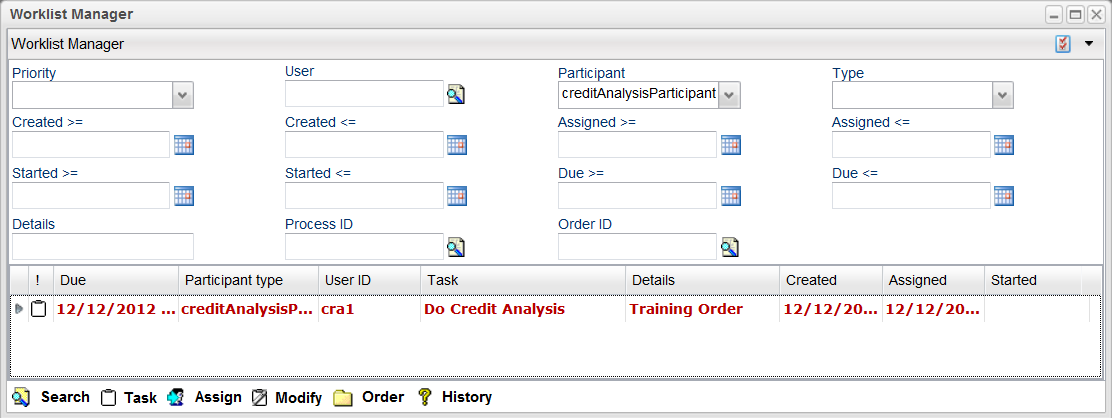 Worklist Manager
Worklist Manager
Priority User Participant Type
creditAnalysisParticipant
Created >= Created <= Assigned >= Assigned <=
Started >= Started <= Due >= Due <=
Details Process ID Order ID
! Due Participant type User ID Task Details Created Assigned Started
12/12/2012 ... creditAnalysisP... cra1 Do Credit Analysis Training Order 12/12/20... 12/12/20...
Search Task Assign Modify Order ? History